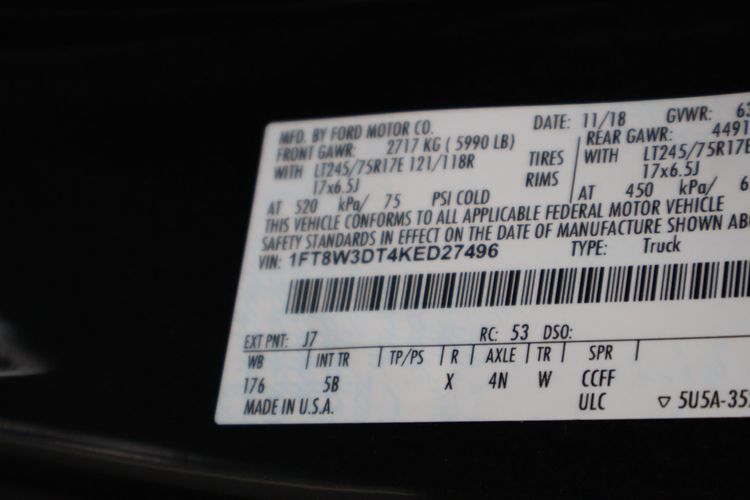 MFD. BY FORD MOTOR CO. DATE: 11/18 GVWR: 63
FRONT GAWR: 2717 KG ( 5990 LB) REAR GAWR: 4491
WITH LT245/75R17E 121/118R TIRES WITH LT245/75R17E
17x6.5J RIMS 17x6.5J
AT 520 kPa/ 75 PSI COLD AT 450 kPa/ 6
THIS VEHICLE CONFORMS TO ALL APPLICABLE FEDERAL MOTOR VEHICLE
SAFETY STANDARDS IN EFFECT ON THE DATE OF MANUFACTURE SHOWN ABO
VIN: 1FT8W3DT4KED27496 TYPE: Truck
EXT PNT: J7 RC: 53 DSO:
WB INT TR TP/PS R AXLE TR SPR
176 5B X 4N W CCFF
MADE IN U.S.A. ULC ▽ 5U5A-35